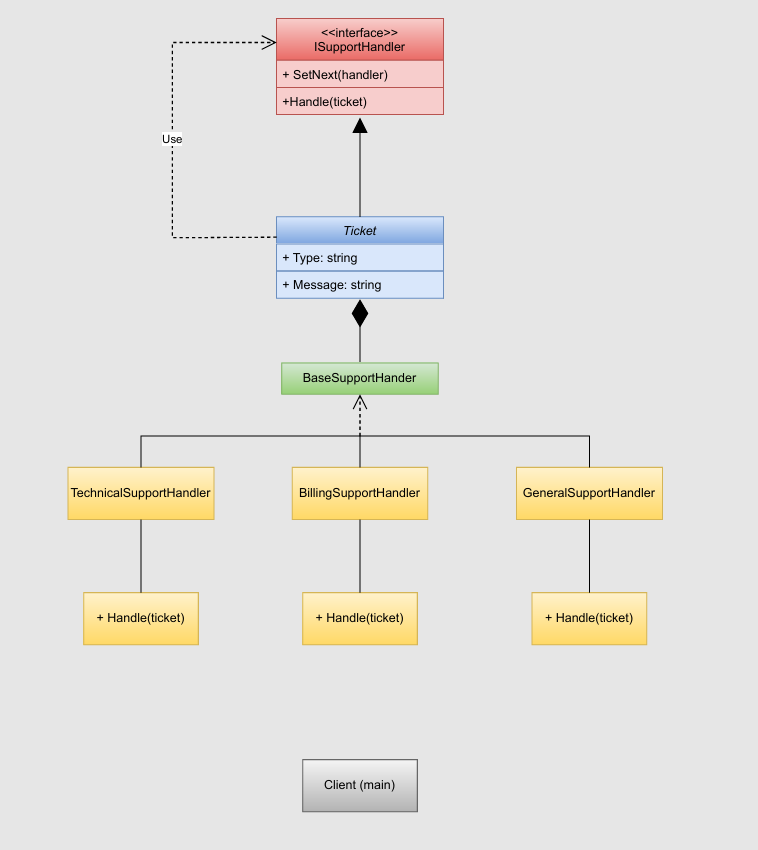 <<interface>>
ISupportHandler
+ SetNext(handler)
+Handle(ticket)
Use
Ticket
+ Type: string
+ Message: string
BaseSupportHander
TechnicalSupportHandler
BillingSupportHandler
GeneralSupportHandler
+ Handle(ticket)
+ Handle(ticket)
+ Handle(ticket)
Client (main)